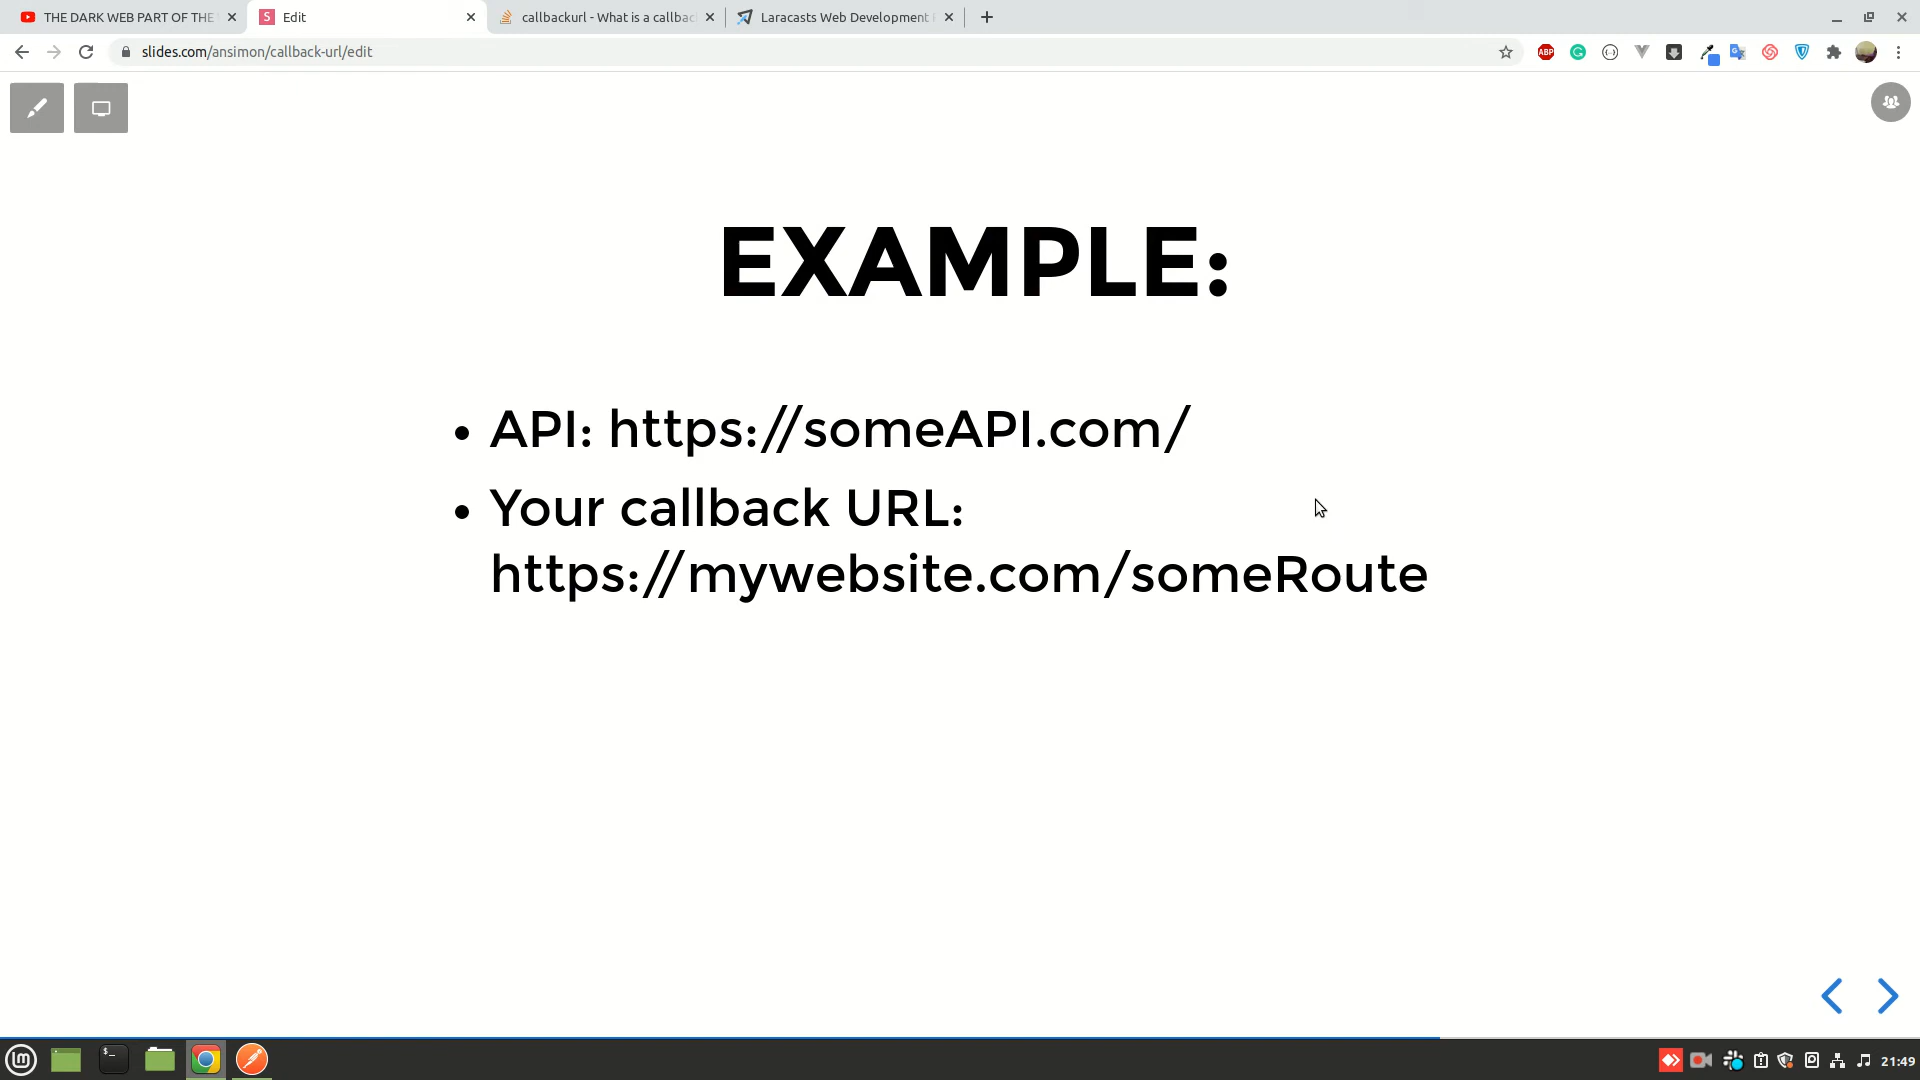 THE DARK WEB PART OF THE
Edit
callbackurl - What is a callbac
Laracasts Web Development
slides.com/ansimon/callback-url/edit
ABP
EXAMPLE:
• API: https://someAPI.com/
• Your callback URL:
https://mywebsite.com/someRoute
21:49